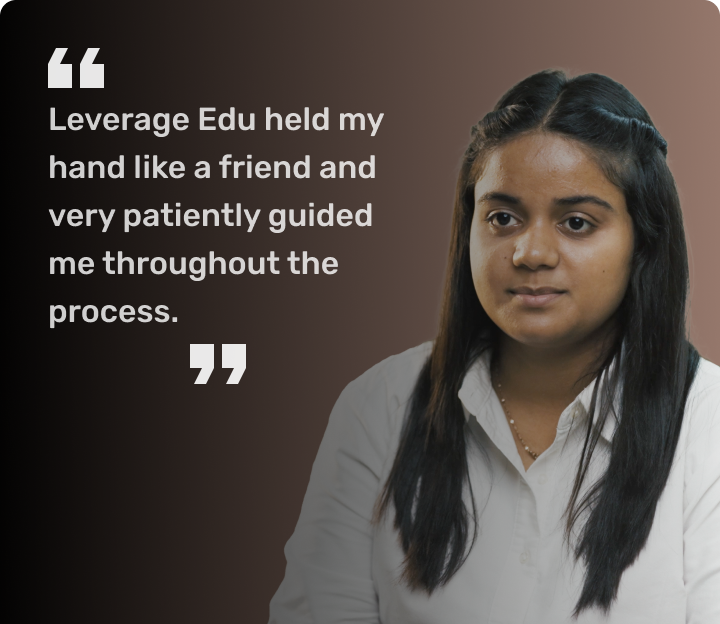 “
Leverage Edu held my
hand like a friend and
very patiently guided
me throughout the
process.
”